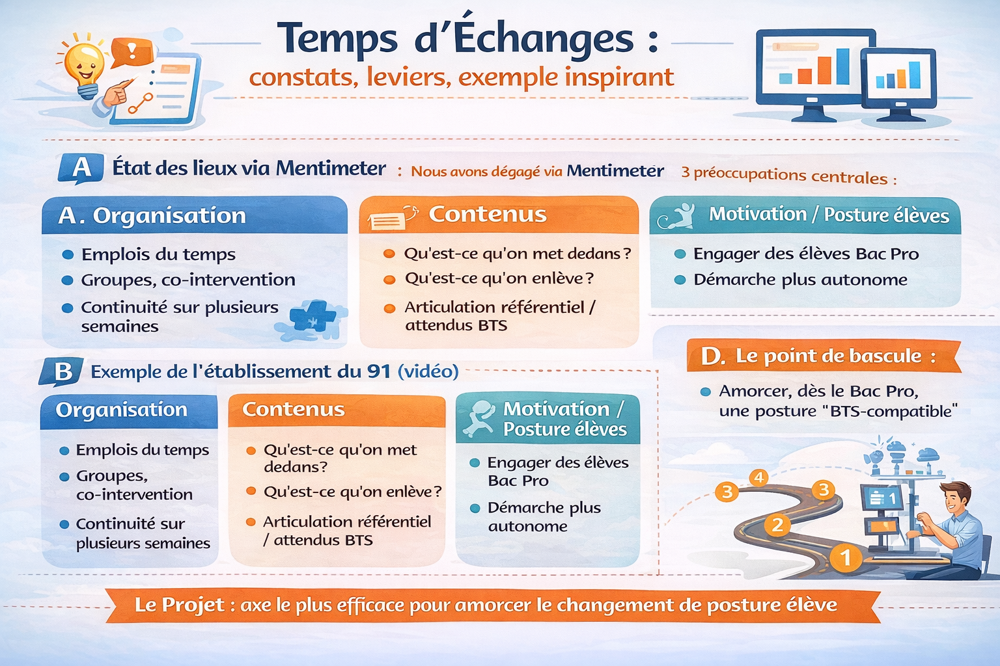 Temps d'Échanges :
constats, leviers, exemple inspirant
!
A État des lieux via Mentimeter : Nous avons dégagé via Mentimeter 3 préoccupations centrales :
A. Organisation
Emplois du temps
Groupes, co-intervention
Continuité sur plusieurs
semaines
Contenus
Qu'est-ce qu'on met dedans ?
Qu'est-ce qu'on enlève ?
Articulation référentiel /
attendus BTS
Motivation / Posture élèves
Engager des élèves Bac Pro
Démarche plus autonome
B Exemple de l'établissement du 91 (vidéo)
Organisation
Emplois du temps
Groupes,
co-intervention
Continuité sur
plusieurs semaines
Contenus
Qu'est-ce qu'on met
dedans?
Qu'est-ce qu'on enlève ?
Articulation référentiel
/ attendus BTS
Motivation /
Posture élèves
Engager des élèves
Bac Pro
Démarche plus
autonome
D. Le point de bascule :
Amorcer, dès le Bac Pro,
une posture "BTS-compatible"
3
4
3
2
1
1
Le Projet : axe le plus efficace pour amorcer le changement de posture élève